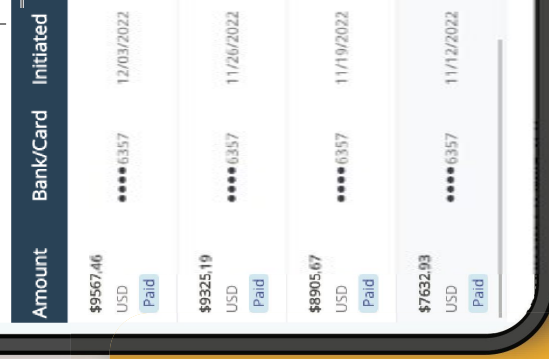 Amount Bank/Card Initiated
$9567,46 ●●●●6357 12/03/2022
USD
Paid
$9325,19 ●●●●6357 11/26/2022
USD
Paid
$8905,67 ●●●●6357 11/19/2022
USD
Paid
$7632,93 ●●●●6357 11/12/2022
USD
Paid